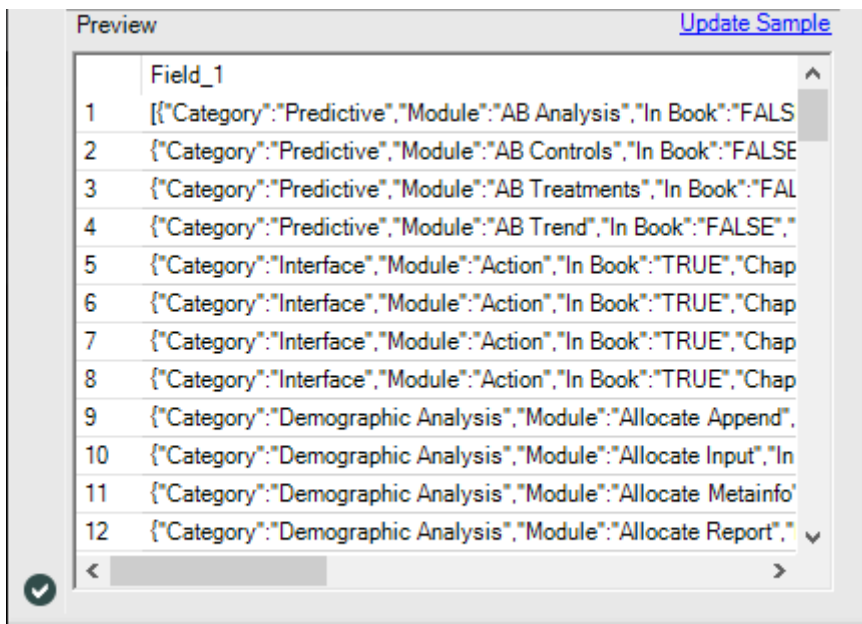 Preview Update Sample
Field_1
1 [{"Category":"Predictive","Module":"AB Analysis","In Book":"FALS
2 {"Category":"Predictive","Module":"AB Controls","In Book":"FALSE
3 {"Category":"Predictive","Module":"AB Treatments","In Book":"FAL
4 {"Category":"Predictive","Module":"AB Trend","In Book":"FALSE","
5 {"Category":"Interface","Module":"Action","In Book":"TRUE","Chap
6 {"Category":"Interface","Module":"Action","In Book":"TRUE","Chap
7 {"Category":"Interface","Module":"Action","In Book":"TRUE","Chap
8 {"Category":"Interface","Module":"Action","In Book":"TRUE","Chap
9 {"Category":"Demographic Analysis","Module":"Allocate Append",
10 {"Category":"Demographic Analysis","Module":"Allocate Input","In
11 {"Category":"Demographic Analysis","Module":"Allocate Metainfo"
12 {"Category":"Demographic Analysis","Module":"Allocate Report","